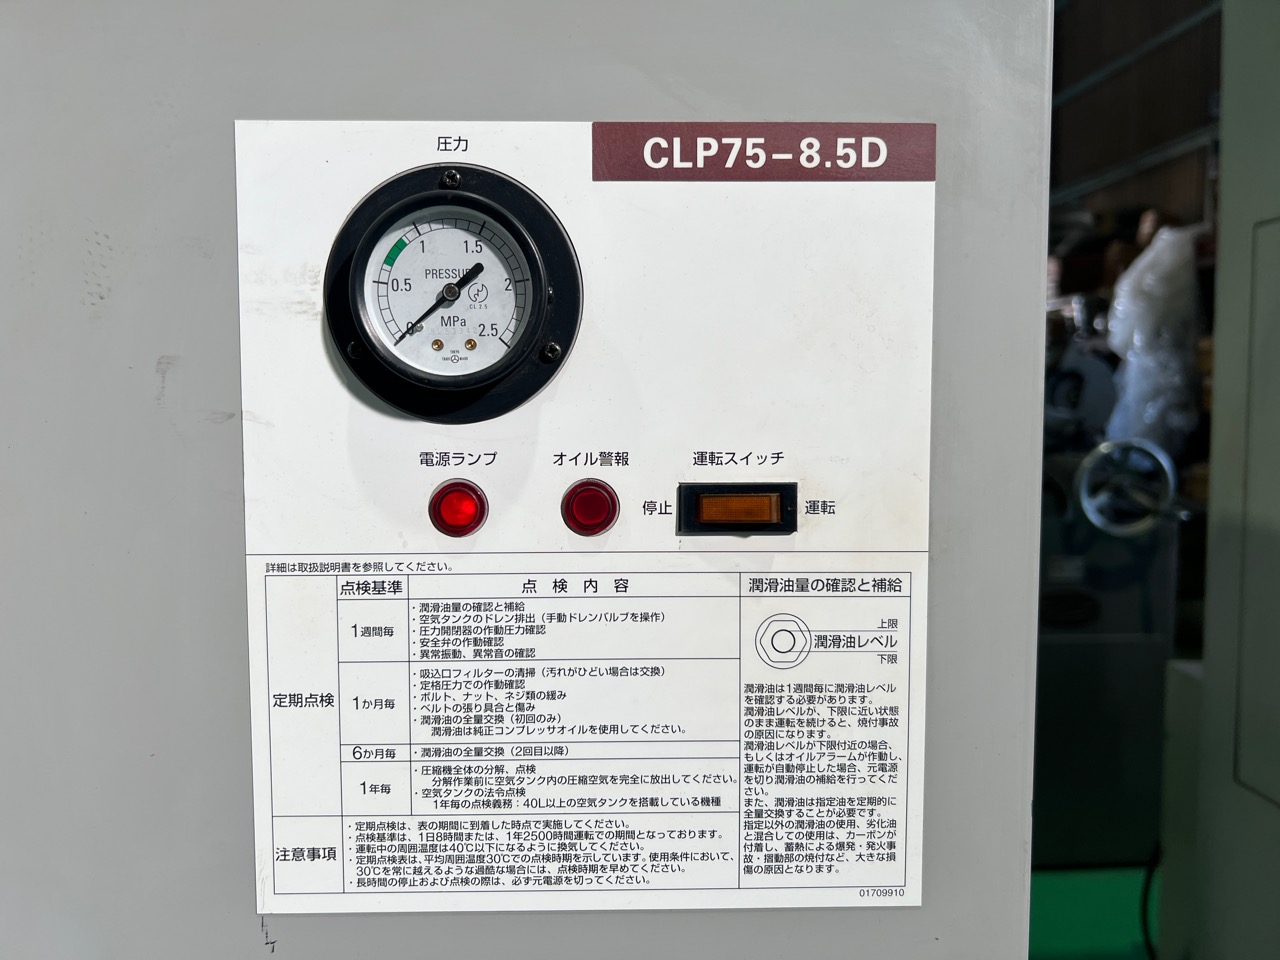 圧力
CLP75-8.5D
1
1.5
PRESSURE
0.5
2
CL 2.5
0
MPa
2.5
TOKYO
TRADE MARK
電源ランプ
オイル警報
運転スイッチ
停止
運転
詳細は取扱説明書を参照してください。
点検基準
点検内容
定期点検
1週間毎
・潤滑油量の確認と補給
・空気タンクのドレン排出(手動ドレンバルブを操作)
・圧力開閉器の作動圧力確認
・安全弁の作動確認
・異常振動、異常音の確認
1か月毎
・吸込口フィルターの清掃(汚れがひどい場合は交換)
・定格圧力での作動確認
・ボルト、ナット、ネジ類の緩み
・ベルトの張り具合と傷み
・潤滑油の全量交換(初回のみ)
潤滑油は純正コンプレッサオイルを使用してください。
6か月毎
・潤滑油の全量交換(2回目以降)
1年毎
・圧縮機全体の分解、点検
分解作業前に空気タンク内の圧縮空気を完全に放出してください。
・空気タンクの法令点検
1年毎の点検義務：40L以上の空気タンクを搭載している機種
注意事項
・定期点検は、表の期間に到着した時点で実施してください。
・点検基準は、1日8時間または、1年2500時間運転での期間となっております。
・運転中の周囲温度は40℃以下になるように換気してください。
・定期点検表は、平均周囲温度30℃での点検時期を示しています。使用条件において、
30℃を常に越えるような過酷な場合には、点検時期を早めてください。
・長時間の停止および点検の際は、必ず元電源を切ってください。
潤滑油量の確認と補給
上限
潤滑油レベル
下限
潤滑油は1週間毎に潤滑油レベル
を確認する必要があります。
潤滑油レベルが、下限に近い状態
のまま運転を続けると、焼付事故
の原因になります。
潤滑油レベルが下限付近の場合、
もしくはオイルアラームが作動し、
運転が自動停止した場合、元電源
を切り潤滑油の補給を行ってくだ
さい。
また、潤滑油は指定油を定期的に
全量交換することが必要です。
指定以外の潤滑油の使用、劣化油
と混合しての使用は、カーボンが
付着し、蓄熱による爆発・発火事
故・摺動部の焼付など、大きな損
傷の原因となります。
01709910